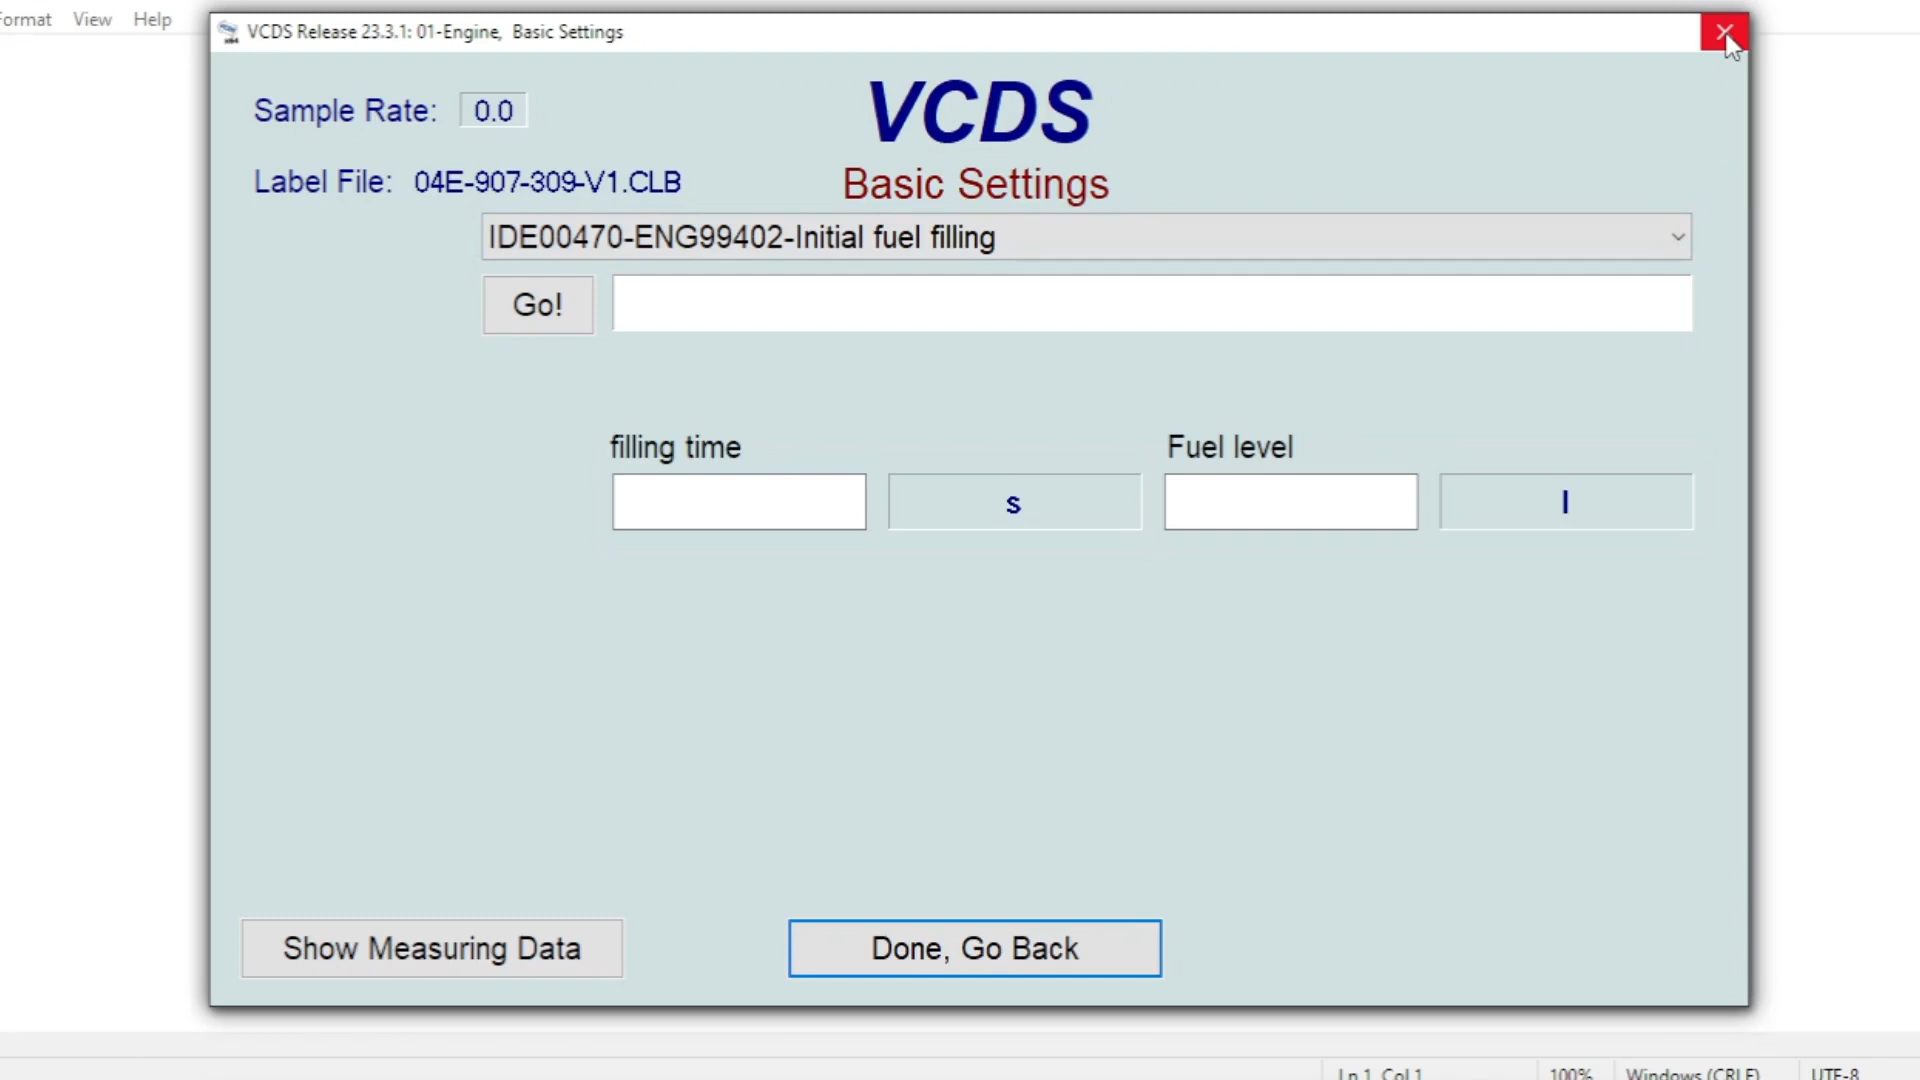 Format View Help
VCDS Release 23.3.1: 01-Engine, Basic Settings
Sample Rate: 0.0
VCDS
Label File: 04E-907-309-V1.CLB
Basic Settings
IDE00470-ENG99402-Initial fuel filling
Go!
filling time
Fuel level
s
l
Show Measuring Data
Done, Go Back
Ln 1, Col 1
100%
Windows (CRLF)
UTF-8